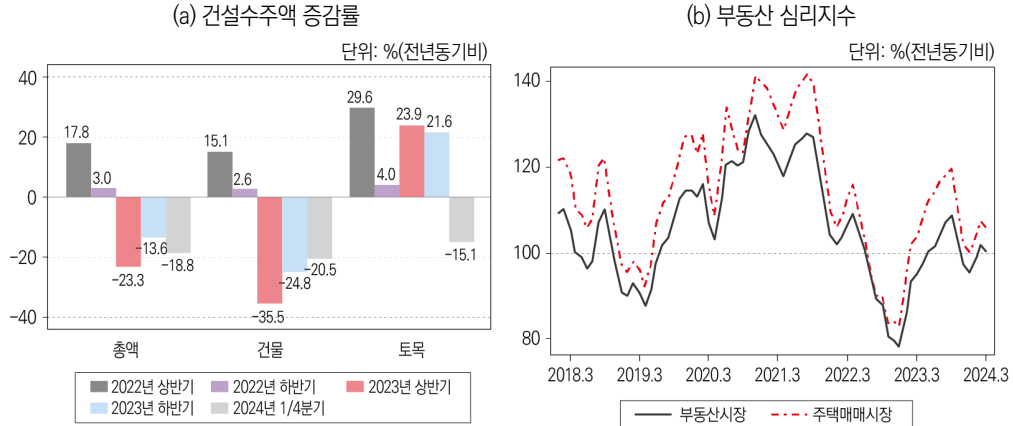 (a) 건설수주액 증감률
단위: %(전년동기비)
40
20
0
−20
−40
17.8
3.0
−23.3
−13.6
−18.8
15.1
2.6
−35.5
−24.8
−20.5
29.6
4.0
23.9
21.6
−15.1
총액 건물 토목
2022년 상반기 2022년 하반기 2023년 상반기
2023년 하반기 2024년 1/4분기
(b) 부동산 심리지수
단위: %(전년동기비)
140
120
100
80
2018.3 2019.3 2020.3 2021.3 2022.3 2023.3 2024.3
부동산시장 주택매매시장